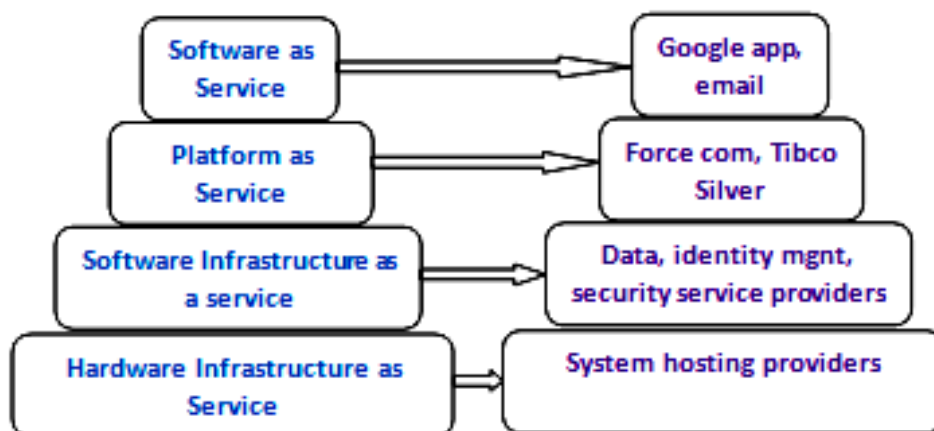 Software as
Service
Google app,
email
Platform as
Service
Force com, Tibco
Silver
Software Infrastructure as
a service
Data, identity mgnt,
security service providers
Hardware Infrastructure as
Service
System hosting providers